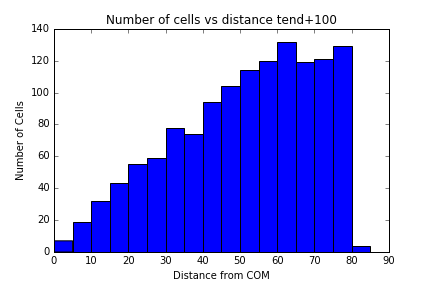 Number of cells vs distance tend+100
140
120
100
80
60
40
20
0
Number of Cells
0 10 20 30 40 50 60 70 80 90
Distance from COM